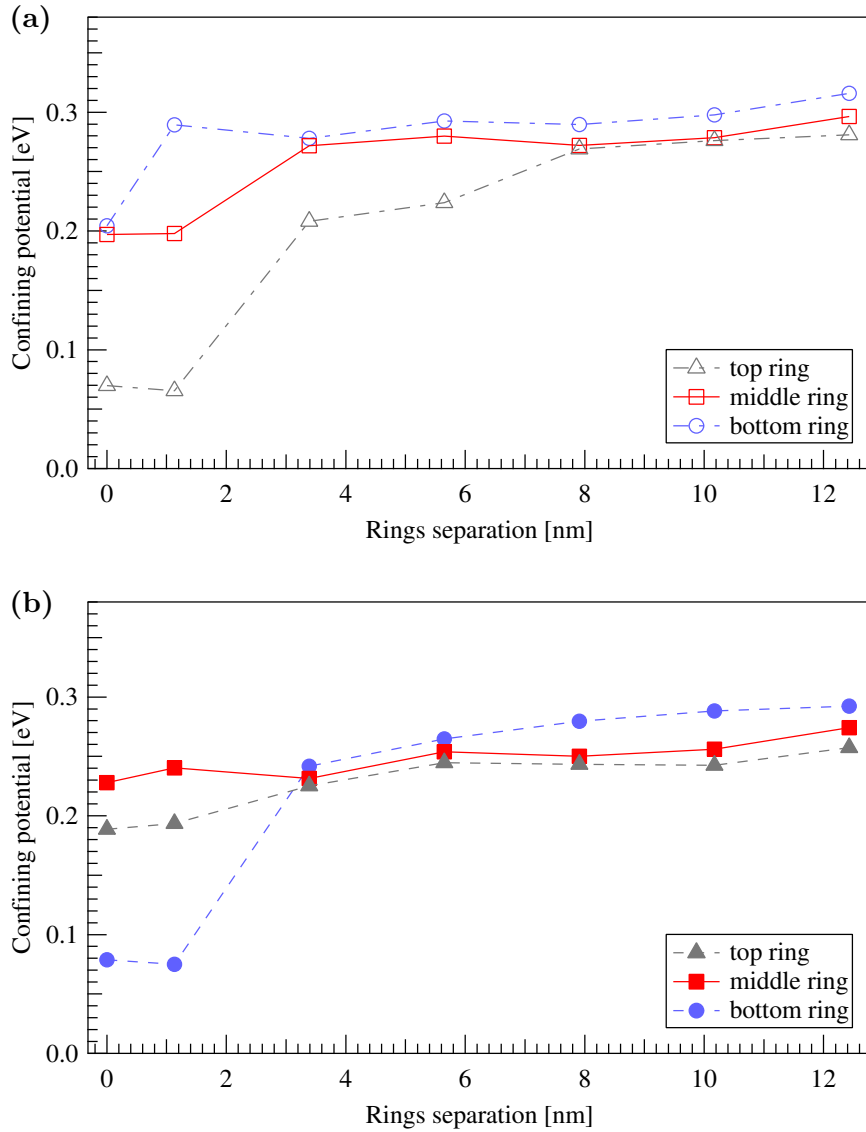 (a)
Confining potential [eV]
0.3
0.2
0.1
0.0
top ring
middle ring
bottom ring
0 2 4 6 8 10 12
Rings separation [nm]
(b)
Confining potential [eV]
0.3
0.2
0.1
0.0
top ring
middle ring
bottom ring
0 2 4 6 8 10 12
Rings separation [nm]